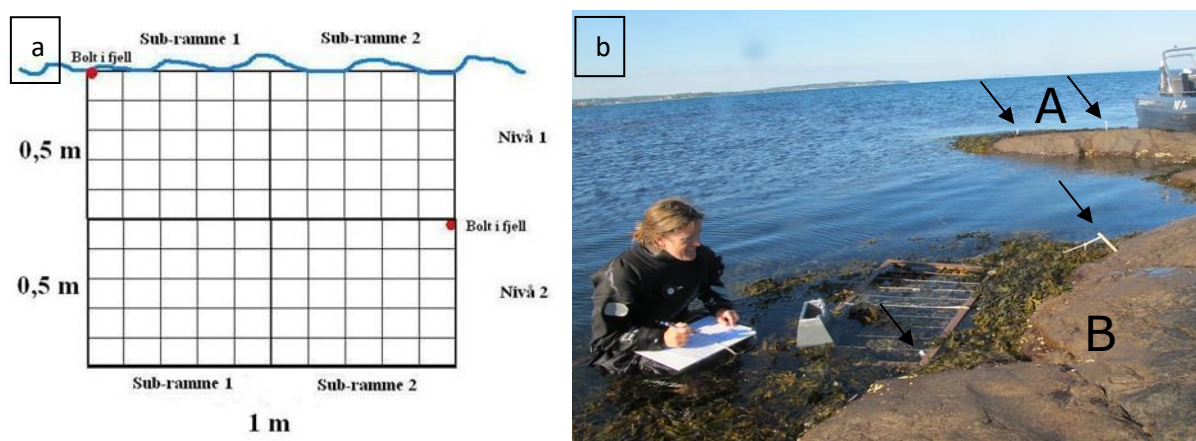 a
Sub-ramme 1
Sub-ramme 2
Bolt i fjell
0,5 m
Nivå 1
Bolt i fjell
0,5 m
Nivå 2
Sub-ramme 1
Sub-ramme 2
1 m
b
A
B